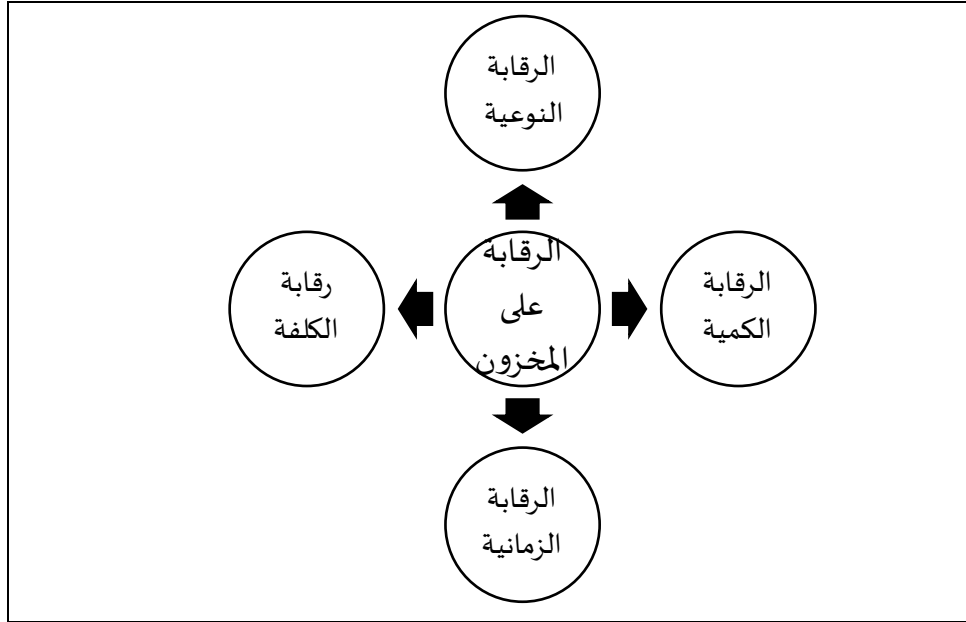 الرقابة
النوعية
الرقابة
الكمية
الرقابة
على
المخزون
رقابة
الكلفة
الرقابة
الزمانية